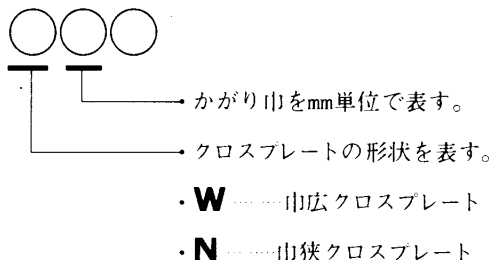 ○○○
・かがり巾をmm単位で表す。
・クロスプレートの形状を表す。
・W……巾広クロスプレート
・N……巾狭クロスプレート